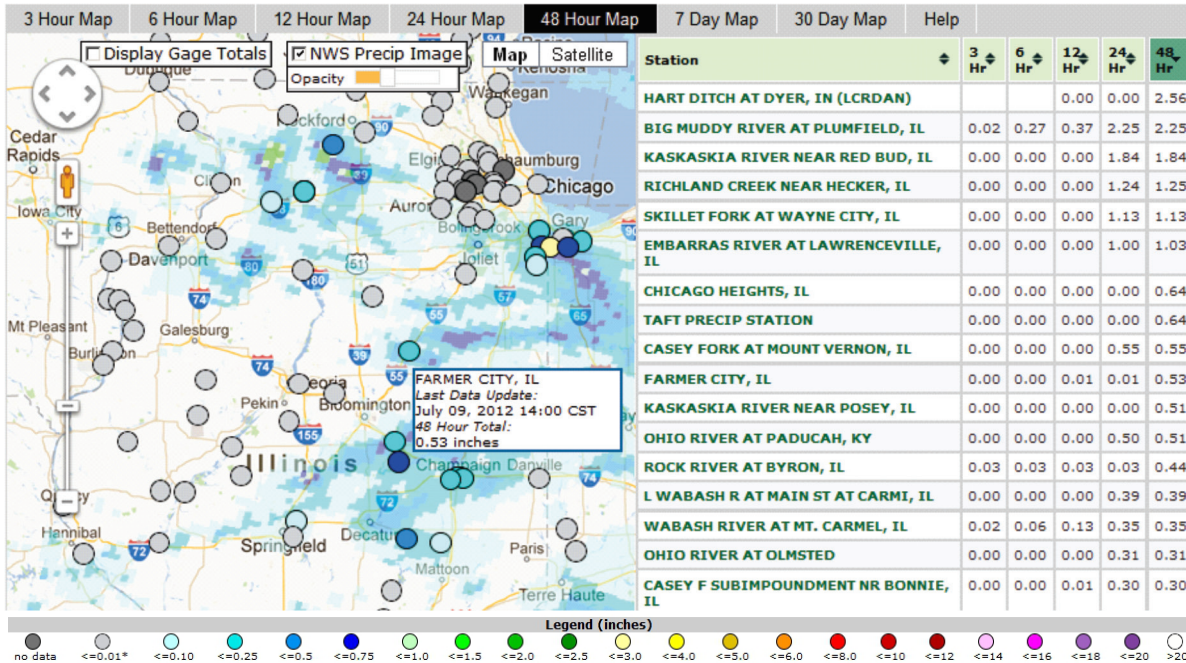 3 Hour Map 6 Hour Map 12 Hour Map 24 Hour Map 48 Hour Map 7 Day Map 30 Day Map Help
Display Gage Totals NWS Precip Image Map Satellite
Opacity
Dubuque
Kenosha
Waukegan
Rockford
90
Cedar
Rapids
Elgin Schaumburg
39
Clinton
Chicago
Aurora
Iowa City
6
Bolingbrook Gary
90
Bettendorf
Joliet
Davenport
80
51
180
74
57
55
65
Mt Pleasant
Galesburg
Burlington
39
74
55
Peoria
Pekin
Bloomington
155
FARMER CITY, IL
Last Data Update:
July 09, 2012 14:00 CST
48 Hour Total:
0.53 inches
Illinois
Champaign Danville
74
72
Quincy
Hannibal
72
Springfield
Decatur
Paris
Mattoon
Terre Haute
Station 3 Hr 6 Hr 12 Hr 24 Hr 48 Hr
HART DITCH AT DYER, IN (LCRDAN) 0.00 0.00 2.56
BIG MUDDY RIVER AT PLUMFIELD, IL 0.02 0.27 0.37 2.25 2.25
KASKASKIA RIVER NEAR RED BUD, IL 0.00 0.00 0.00 1.84 1.84
RICHLAND CREEK NEAR HECKER, IL 0.00 0.00 0.00 1.24 1.25
SKILLET FORK AT WAYNE CITY, IL 0.00 0.00 0.00 1.13 1.13
EMBARRAS RIVER AT LAWRENCEVILLE,
IL 0.00 0.00 0.00 1.00 1.03
CHICAGO HEIGHTS, IL 0.00 0.00 0.00 0.00 0.64
TAFT PRECIP STATION 0.00 0.00 0.00 0.00 0.64
CASEY FORK AT MOUNT VERNON, IL 0.00 0.00 0.00 0.55 0.55
FARMER CITY, IL 0.00 0.00 0.01 0.01 0.53
KASKASKIA RIVER NEAR POSEY, IL 0.00 0.00 0.00 0.00 0.51
OHIO RIVER AT PADUCAH, KY 0.00 0.00 0.00 0.50 0.51
ROCK RIVER AT BYRON, IL 0.03 0.03 0.03 0.03 0.44
L WABASH R AT MAIN ST AT CARMI, IL 0.00 0.00 0.00 0.39 0.39
WABASH RIVER AT MT. CARMEL, IL 0.02 0.06 0.13 0.35 0.35
OHIO RIVER AT OLMSTED 0.00 0.00 0.00 0.31 0.31
CASEY F SUBIMPOUNDMENT NR BONNIE,
IL 0.00 0.00 0.01 0.30 0.30
Legend (inches)
no data <=0.01* <=0.10 <=0.25 <=0.5 <=0.75 <=1.0 <=1.5 <=2.0 <=2.5 <=3.0 <=4.0 <=5.0 <=6.0 <=8.0 <=10 <=12 <=14 <=16 <=18 <=20 >20